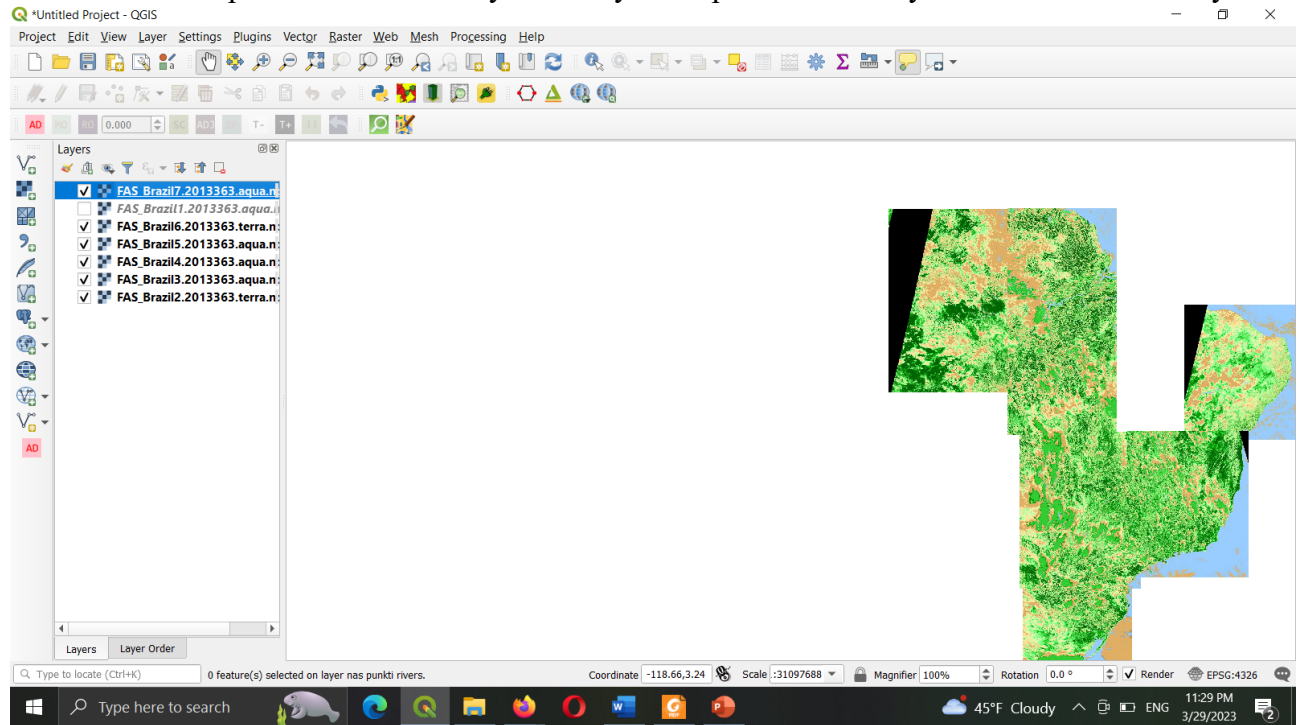 *Untitled Project - QGIS
Project Edit View Layer Settings Plugins Vector Raster Web Mesh Processing Help
AD 0.000 SC AD3 T- T+
Layers
FAS_Brazil7.2013363.aqua.n
FAS_Brazil1.2013363.aqua.
FAS_Brazil6.2013363.terra.n
FAS_Brazil5.2013363.aqua.n
FAS_Brazil4.2013363.aqua.n
FAS_Brazil3.2013363.aqua.n
FAS_Brazil2.2013363.terra.n
AD
Layers Layer Order
Type to locate (Ctrl+K) 0 feature(s) selected on layer nas punkti rivers. Coordinate -118.66,3.24 Scale :31097688 Magnifier 100% Rotation 0.0 ° Render EPSG:4326
Type here to search 45°F Cloudy ENG 11:29 PM
3/29/2023